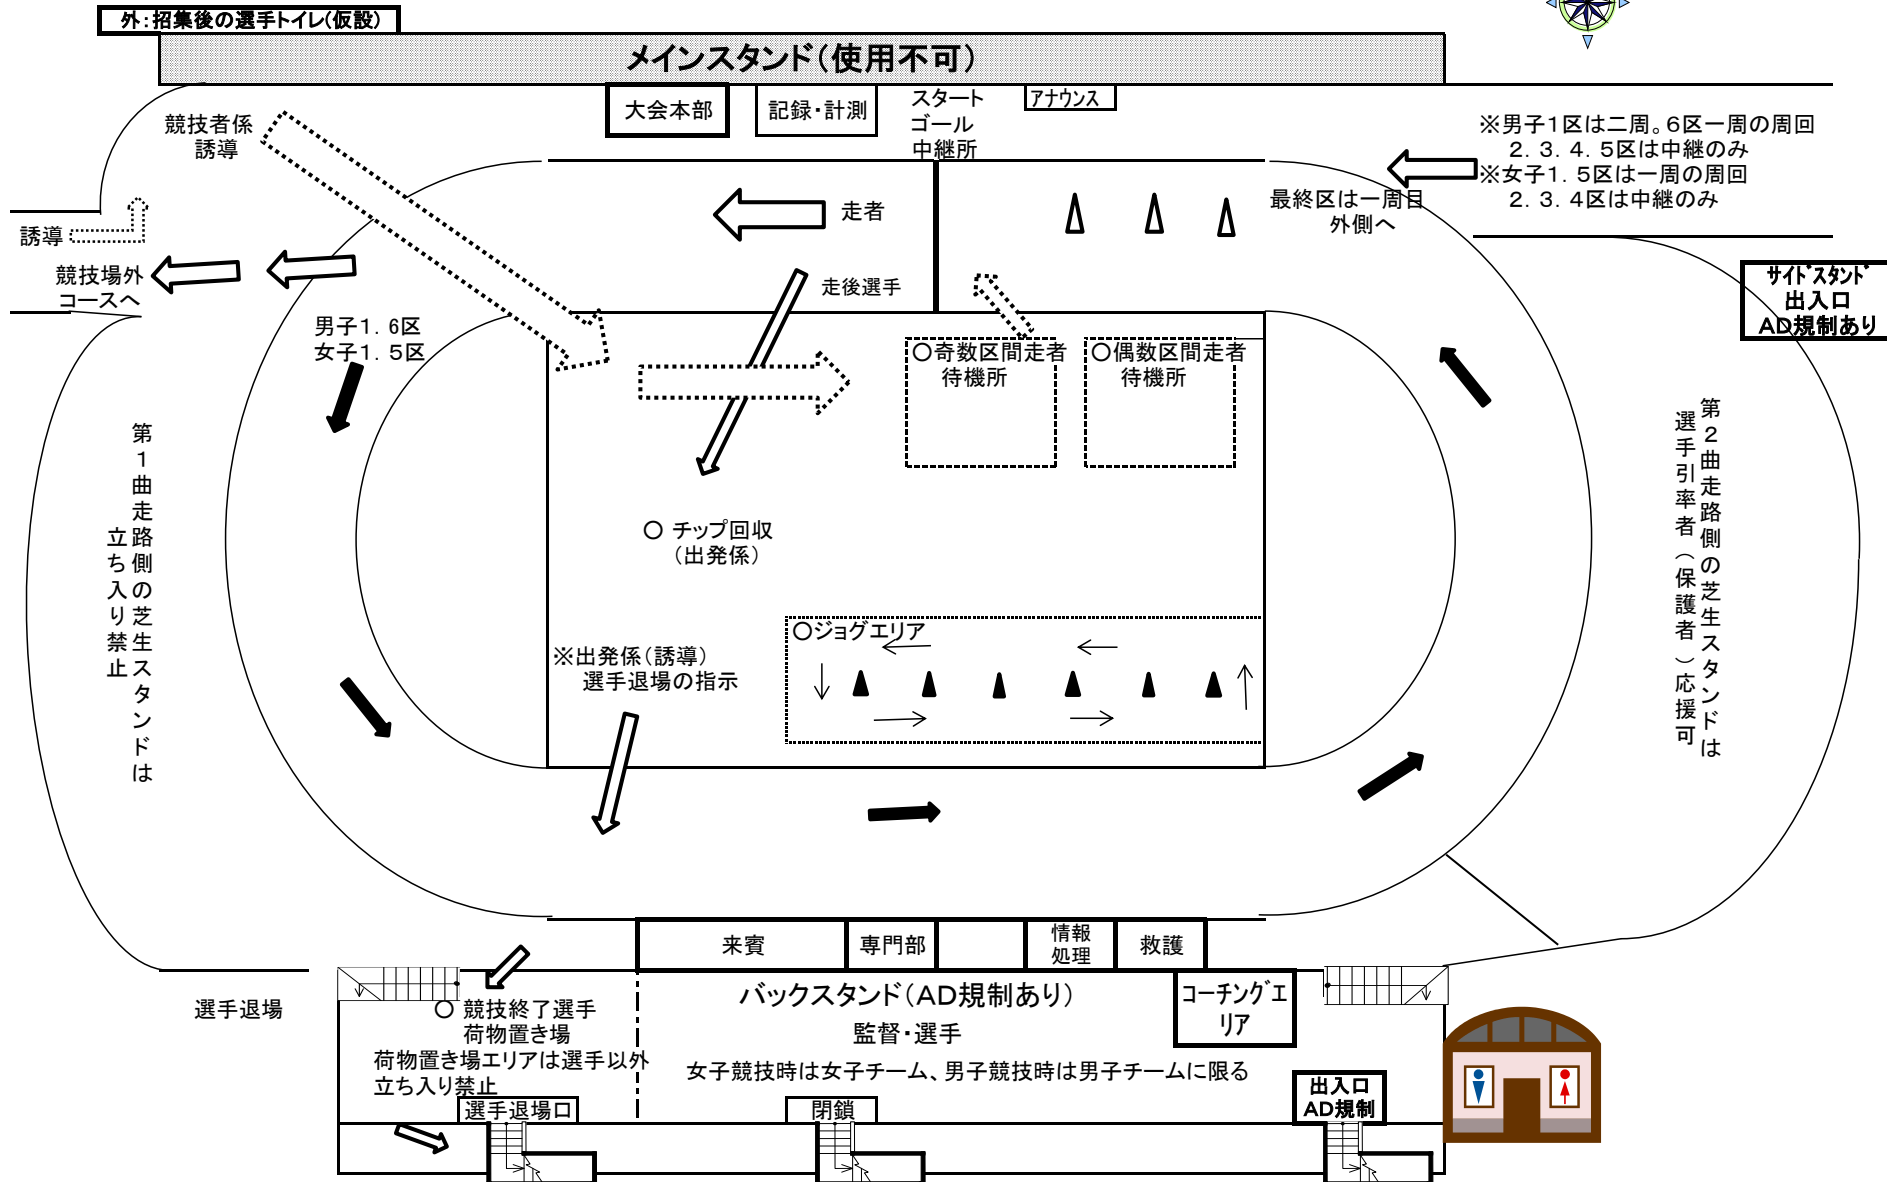 外：招集後の選手トイレ(仮設)
メインスタンド(使用不可)
大会本部
記録・計測
スタート
ゴール
中継所
アナウンス
競技者係
誘導
※男子１区は二周。６区一周の周回
２．３．４．５区は中継のみ
※女子１．５区は一周の周回
２．３．４区は中継のみ
走者
最終区は一周目
外側へ
誘導
競技場外
コースへ
走後選手
サイドスタンド
出入口
AD規制あり
男子１．６区
女子１．５区
○奇数区間走者
待機所
○偶数区間走者
待機所
第１曲走路側の芝生スタンドは
立ち入り禁止
第２曲走路側の芝生スタンドは
選手引率者（保護者）応援可
○ チップ回収
(出発係)
○ジョグエリア
※出発係(誘導)
選手退場の指示
来賓
専門部
情報
処理
救護
選手退場
○ 競技終了選手
荷物置き場
荷物置き場エリアは選手以外
立ち入り禁止
バックスタンド(AD規制あり)
監督・選手
女子競技時は女子チーム、男子競技時は男子チームに限る
コーチングエ
リア
選手退場口
閉鎖
出入口
AD規制